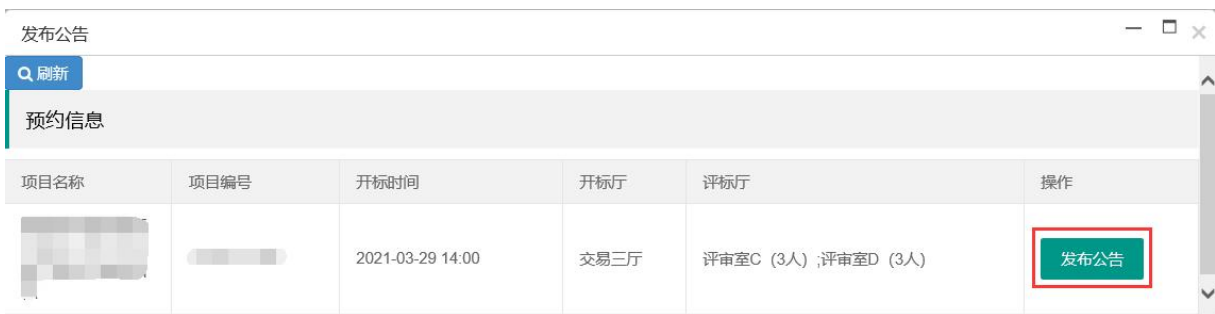 发布公告
刷新
预约信息
项目名称 项目编号 开标时间 开标厅 评标厅 操作
2021-03-29 14:00 交易三厅 评审室C (3人) ;评审室D (3人) 发布公告